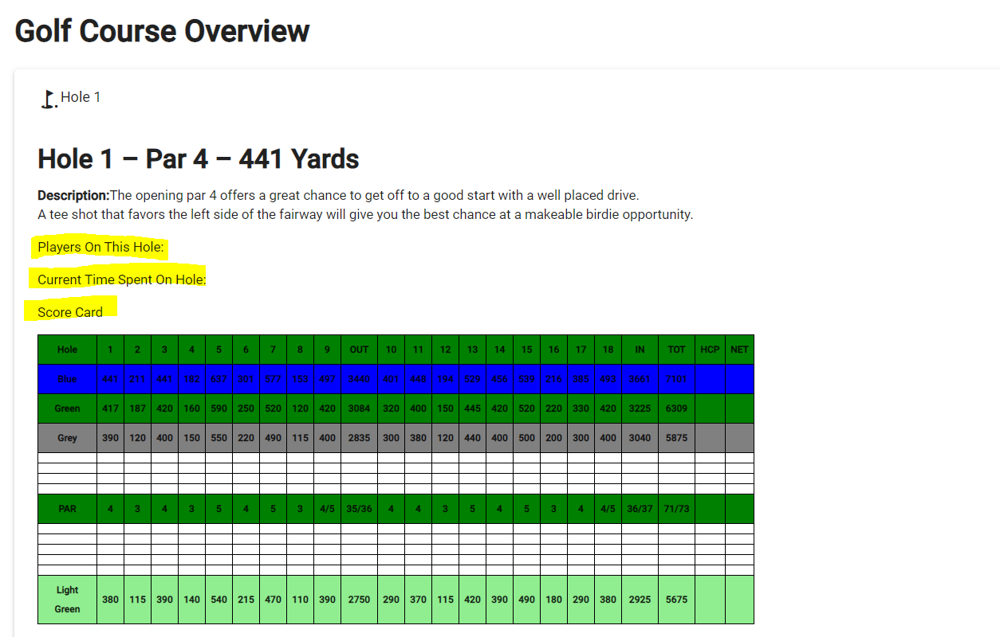 Golf Course Overview
Hole 1
Hole 1 – Par 4 – 441 Yards
Description:The opening par 4 offers a great chance to get off to a good start with a well placed drive.
A tee shot that favors the left side of the fairway will give you the best chance at a makeable birdie opportunity.
Players On This Hole:
Current Time Spent On Hole:
Score Card
Hole 1 2 3 4 5 6 7 8 9 OUT 10 11 12 13 14 15 16 17 18 IN TOT HCP NET
Blue 441 211 441 182 637 301 577 153 497 3440 401 448 194 529 456 539 216 385 493 3661 7101
Green 417 187 420 160 590 250 520 120 420 3084 320 400 150 445 420 520 220 330 420 3225 6309
Grey 390 120 400 150 550 220 490 115 400 2835 300 380 120 440 400 500 200 300 400 3040 5875
PAR 4 3 4 3 5 4 5 3 4/5 35/36 4 4 3 5 4 5 3 4 4/5 36/37 71/73
Light
Green 380 115 390 140 540 215 470 110 390 2750 290 370 115 420 390 490 180 290 380 2925 5675